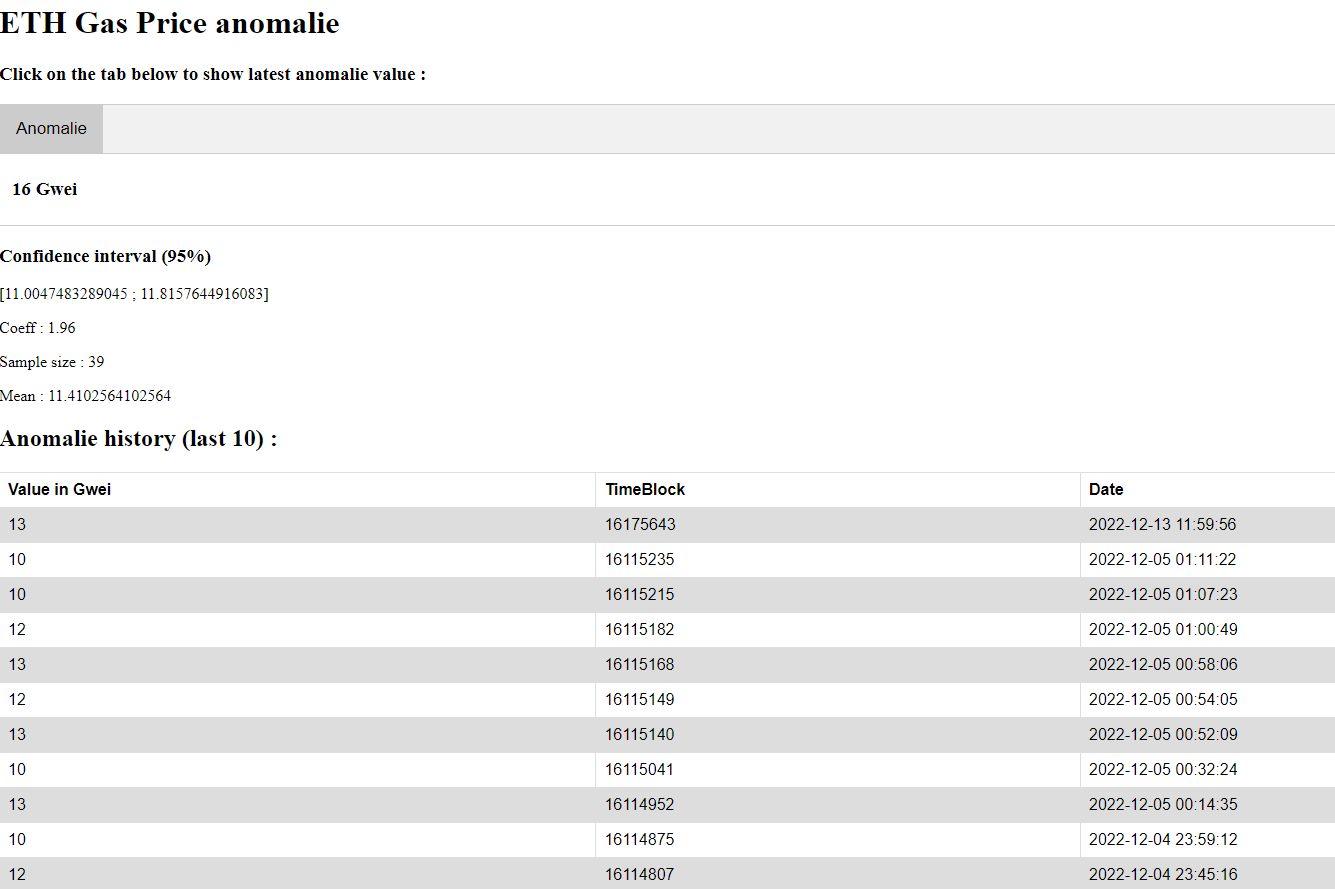 ETH Gas Price anomalie
Click on the tab below to show latest anomalie value :
Anomalie
16 Gwei
Confidence interval (95%)
[11.0047483289045 ; 11.8157644916083]
Coeff : 1.96
Sample size : 39
Mean : 11.4102564102564
Anomalie history (last 10) :
Value in Gwei TimeBlock Date
13 16175643 2022-12-13 11:59:56
10 16115235 2022-12-05 01:11:22
10 16115215 2022-12-05 01:07:23
12 16115182 2022-12-05 01:00:49
13 16115168 2022-12-05 00:58:06
12 16115149 2022-12-05 00:54:05
13 16115140 2022-12-05 00:52:09
10 16115041 2022-12-05 00:32:24
13 16114952 2022-12-05 00:14:35
10 16114875 2022-12-04 23:59:12
12 16114807 2022-12-04 23:45:16